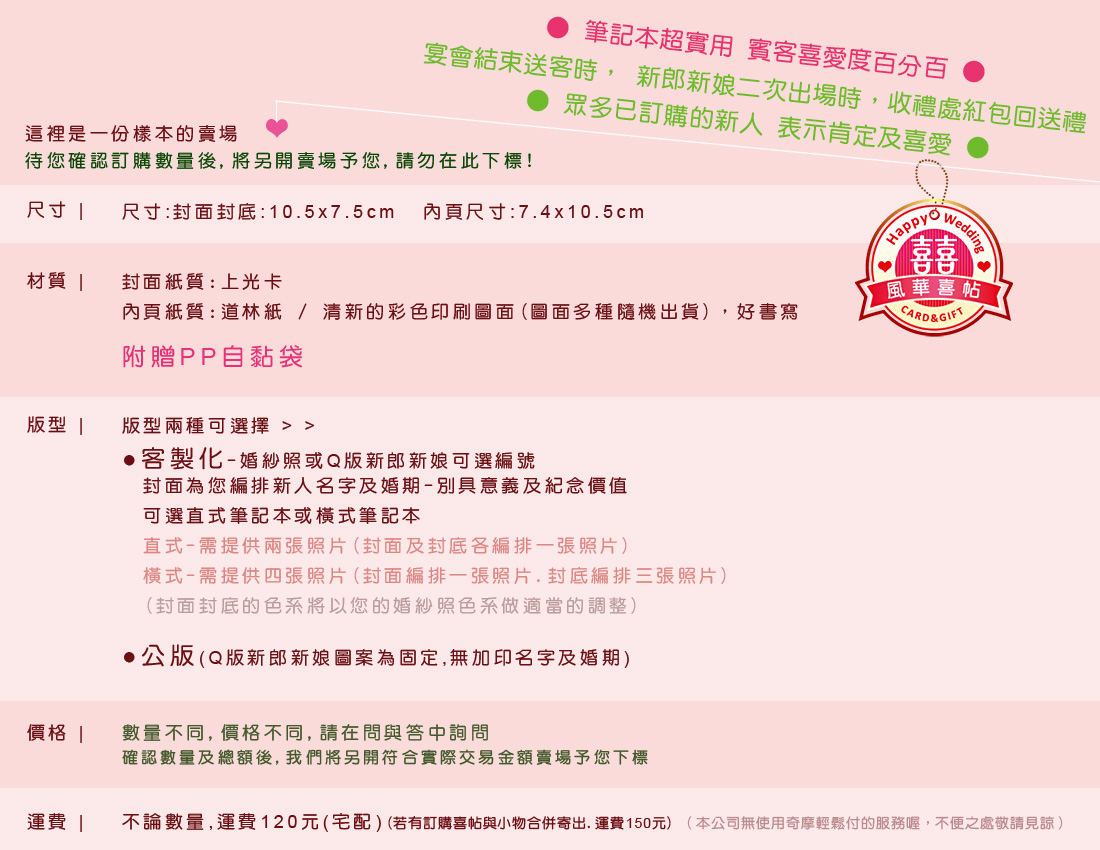 ● 筆記本超實用 賓客喜愛度百分百 ●
宴會結束送客時， 新郎新娘二次出場時，收禮處紅包回送禮
● 眾多已訂購的新人 表示肯定及喜愛 ●
這裡是一份樣本的賣場
待您確認訂購數量後,將另開賣場予您,請勿在此下標!
尺寸 | 尺寸:封面封底:10.5x7.5cm 內頁尺寸:7.4x10.5cm
Happy Wedding
囍
風華喜帖
CARD&GIFT
材質 | 封面紙質:上光卡
內頁紙質:道林紙 / 清新的彩色印刷圖面(圖面多種隨機出貨)，好書寫
附贈PP自黏袋
版型 | 版型兩種可選擇 > >
●客製化-婚紗照或Q版新郎新娘可選編號
封面為您編排新人名字及婚期-別具意義及紀念價值
可選直式筆記本或橫式筆記本
直式-需提供兩張照片(封面及封底各編排一張照片)
橫式-需提供四張照片(封面編排一張照片.封底編排三張照片)
(封面封底的色系將以您的婚紗照色系做適當的調整)
●公版(Q版新郎新娘圖案為固定,無加印名字及婚期)
價格 | 數量不同,價格不同,請在問與答中詢問
確認數量及總額後,我們將另開符合實際交易金額賣場予您下標
運費 | 不論數量,運費120元(宅配)(若有訂購喜帖與小物合併寄出.運費150元) (本公司無使用奇摩輕鬆付的服務喔，不便之處敬請見諒)